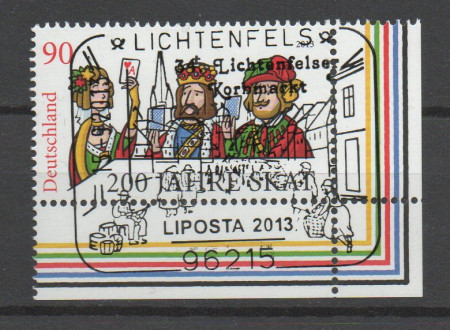 LICHTENFELS
90
2013
34. Lichtenfelser
Korbmarkt
A
Deutschland
200 JAHRE SKAT
LIPOSTA 2013
96215